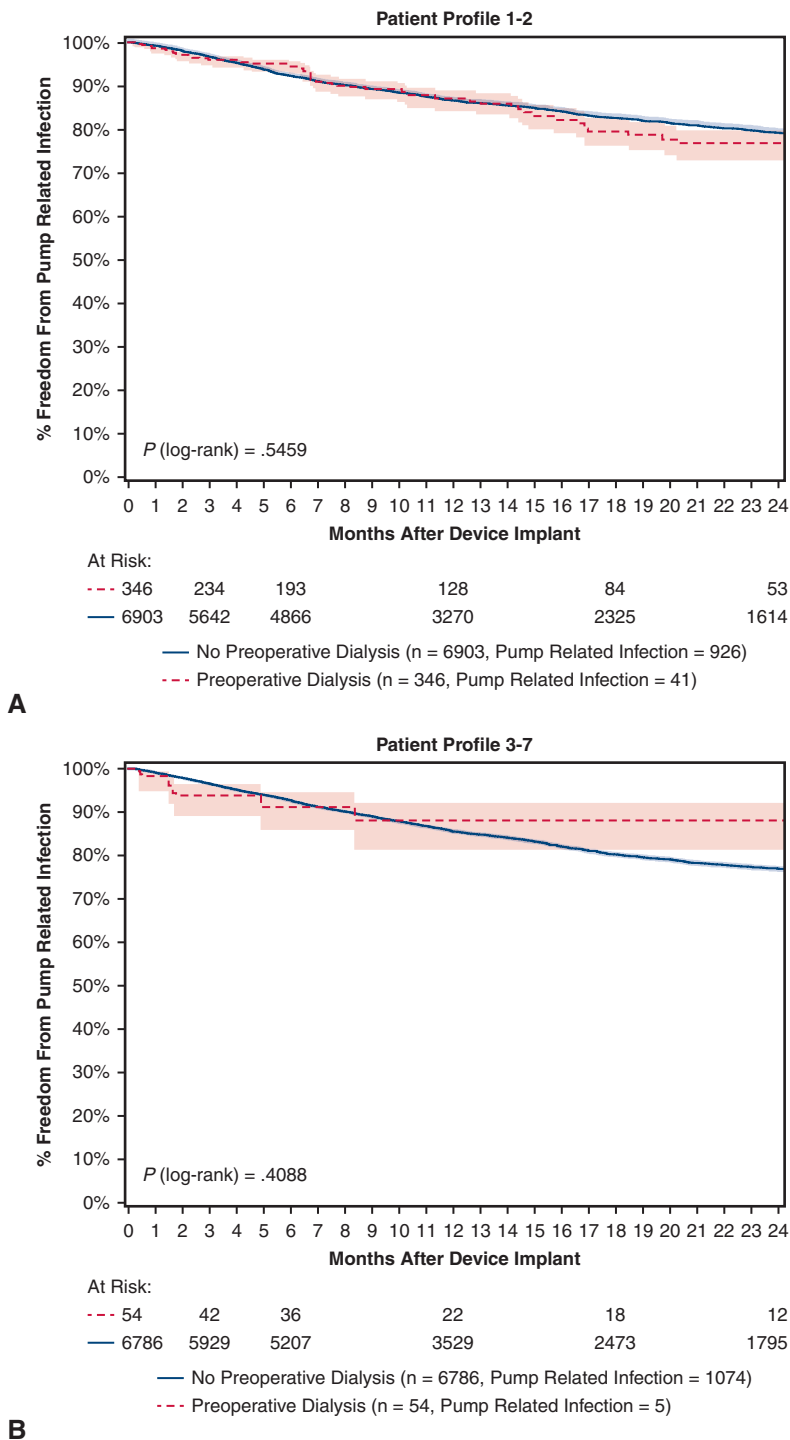 Patient Profile 1-2
% Freedom From Pump Related Infection
100%
90%
80%
70%
60%
50%
40%
30%
20%
10%
0%
P (log-rank) = .5459
0 1 2 3 4 5 6 7 8 9 10 11 12 13 14 15 16 17 18 19 20 21 22 23 24
Months After Device Implant
At Risk:
346 234 193 128 84 53
6903 5642 4866 3270 2325 1614
No Preoperative Dialysis (n = 6903, Pump Related Infection = 926)
Preoperative Dialysis (n = 346, Pump Related Infection = 41)
A
Patient Profile 3-7
% Freedom From Pump Related Infection
100%
90%
80%
70%
60%
50%
40%
30%
20%
10%
0%
P (log-rank) = .4088
0 1 2 3 4 5 6 7 8 9 10 11 12 13 14 15 16 17 18 19 20 21 22 23 24
Months After Device Implant
At Risk:
54 42 36 22 18 12
6786 5929 5207 3529 2473 1795
No Preoperative Dialysis (n = 6786, Pump Related Infection = 1074)
Preoperative Dialysis (n = 54, Pump Related Infection = 5)
B